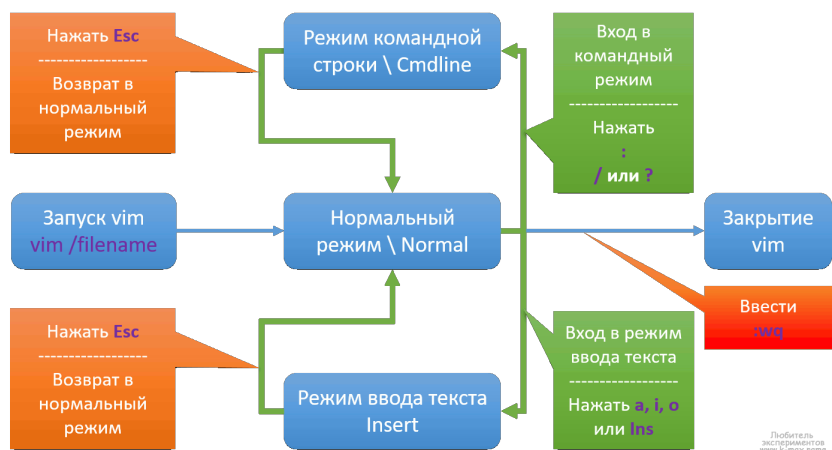 Нажать Esc
------------------
Возврат в
нормальный
режим
Режим командной
строки \ Cmdline
Вход в
командный
режим
------------------
Нажать
:
/ или ?
Запуск vim
vim /filename
Нормальный
режим \ Normal
Закрытие
vim
Ввести
:wq
Нажать Esc
------------------
Возврат в
нормальный
режим
Режим ввода текста
Insert
Вход в режим
ввода текста
------------------
Нажать a, i, o
или Ins
Любитель
экспериментов